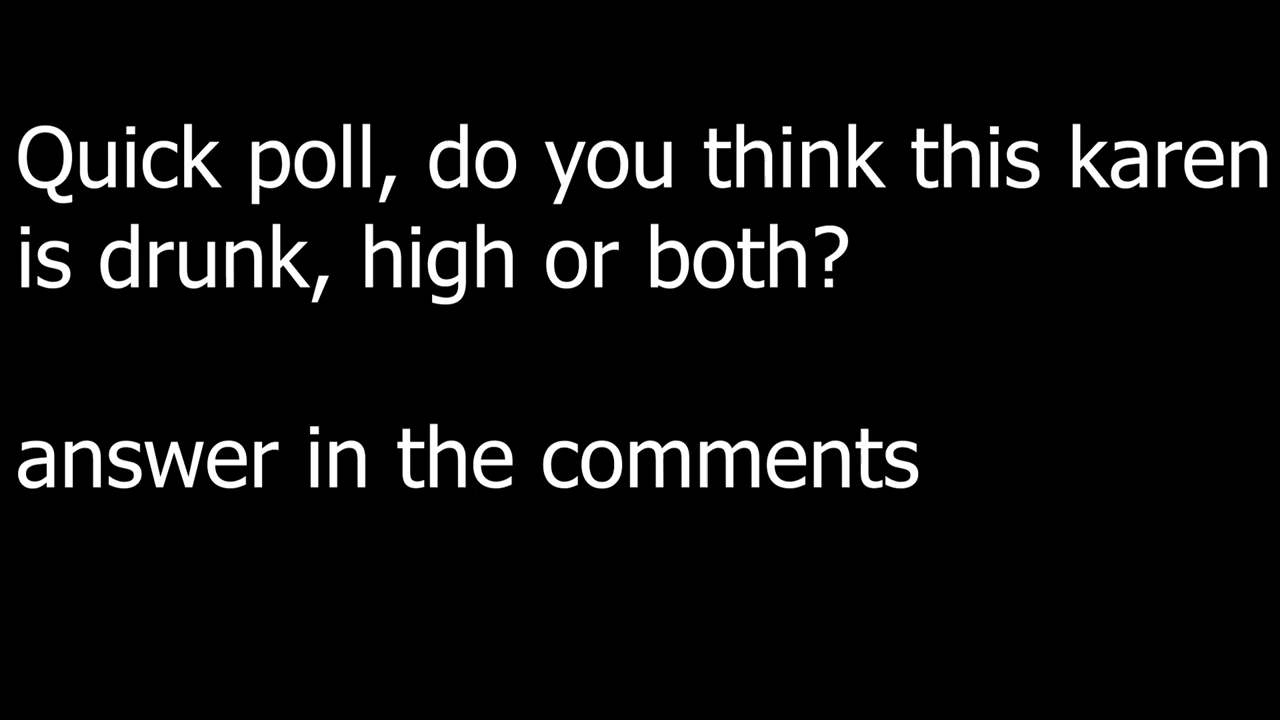 Quick poll, do you think this karen
is drunk, high or both?
answer in the comments